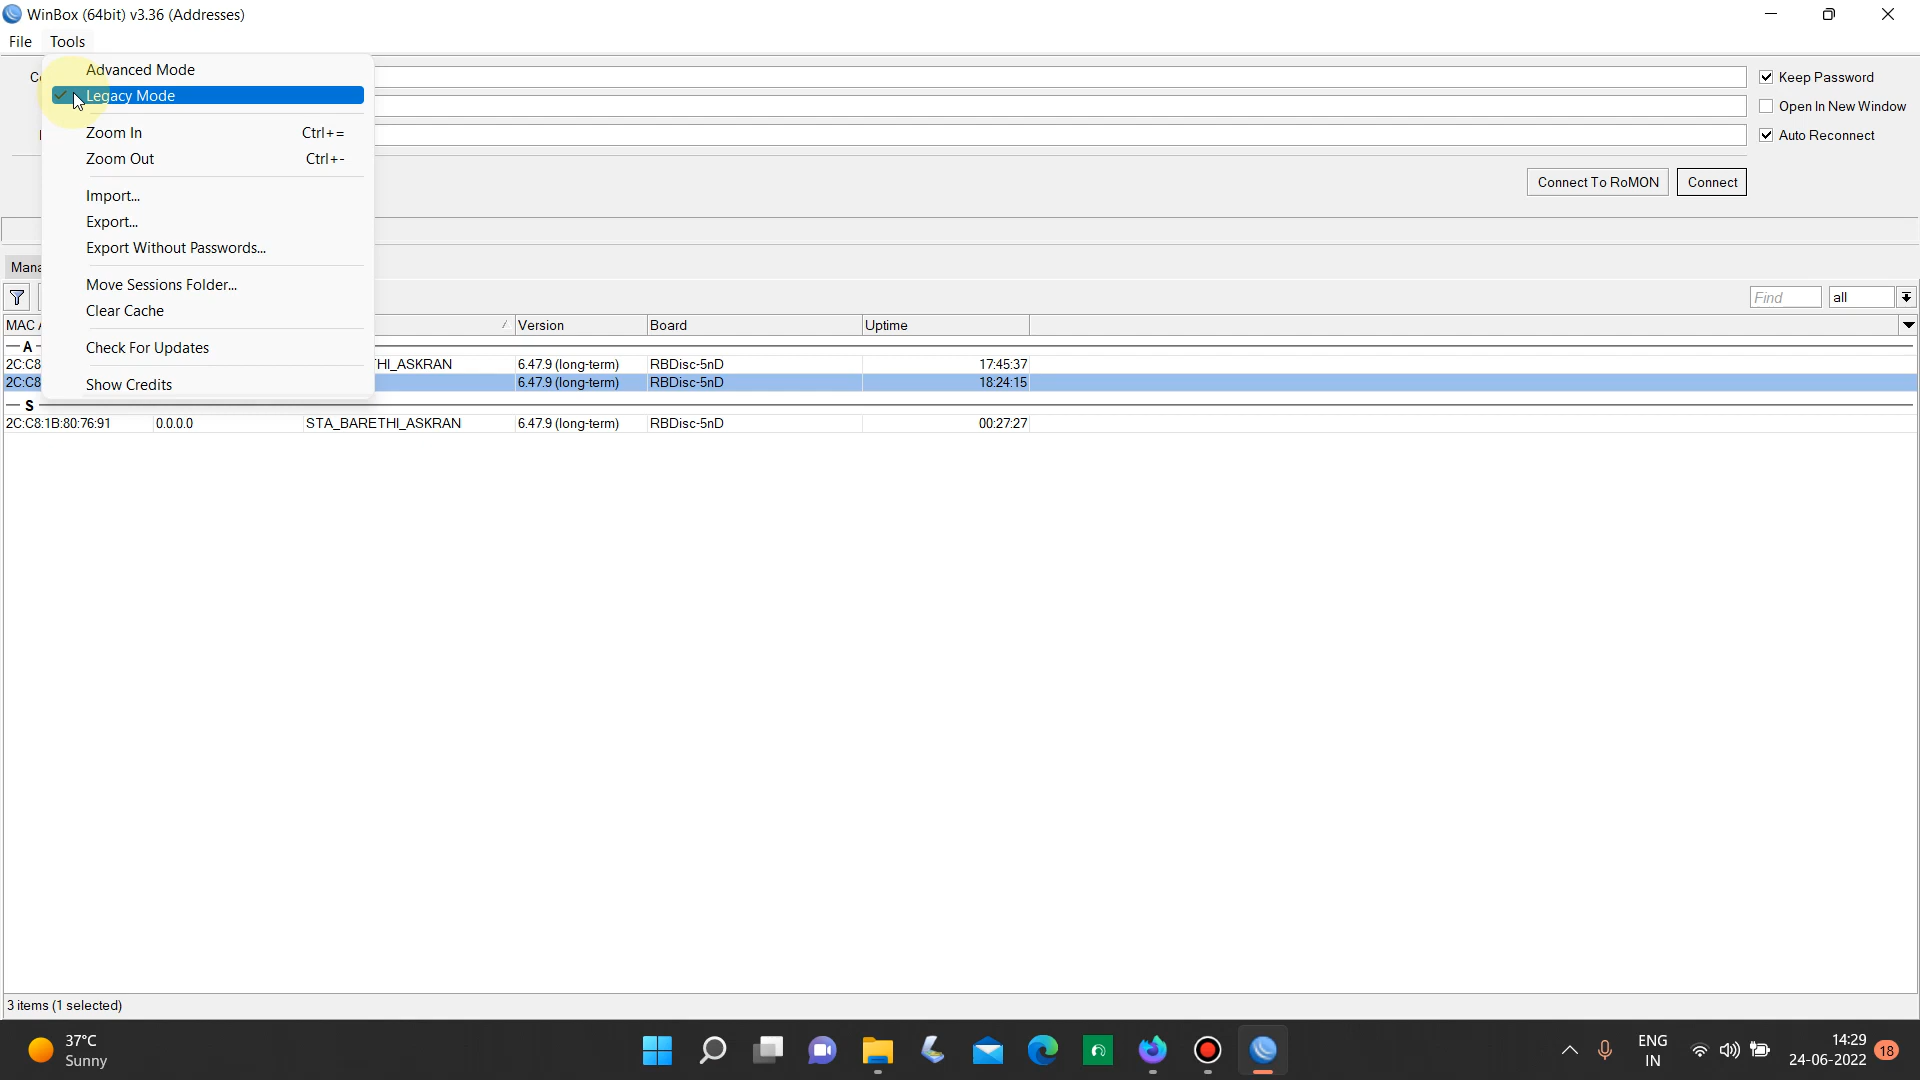 WinBox (64bit) v3.36 (Addresses)
File Tools
Advanced Mode
Keep Password
Legacy Mode
Open In New Window
Zoom In Ctrl+=
Auto Reconnect
Zoom Out Ctrl+-
Connect To RoMON Connect
Import...
Export...
Export Without Passwords...
Move Sessions Folder...
Find all
Clear Cache
MAC Version Board Uptime
Check For Updates
A
2C:C8 HI_ASKRAN 6.47.9 (long-term) RBDisc-5nD 17:45:37
2C:C8 6.47.9 (long-term) RBDisc-5nD 18:24:15
Show Credits
S
2C:C8:1B:80:76:91 0.0.0.0 STA_BARETHI_ASKRAN 6.47.9 (long-term) RBDisc-5nD 00:27:27
3 items (1 selected)
37°C
Sunny
ENG
IN
14:29
24-06-2022
18